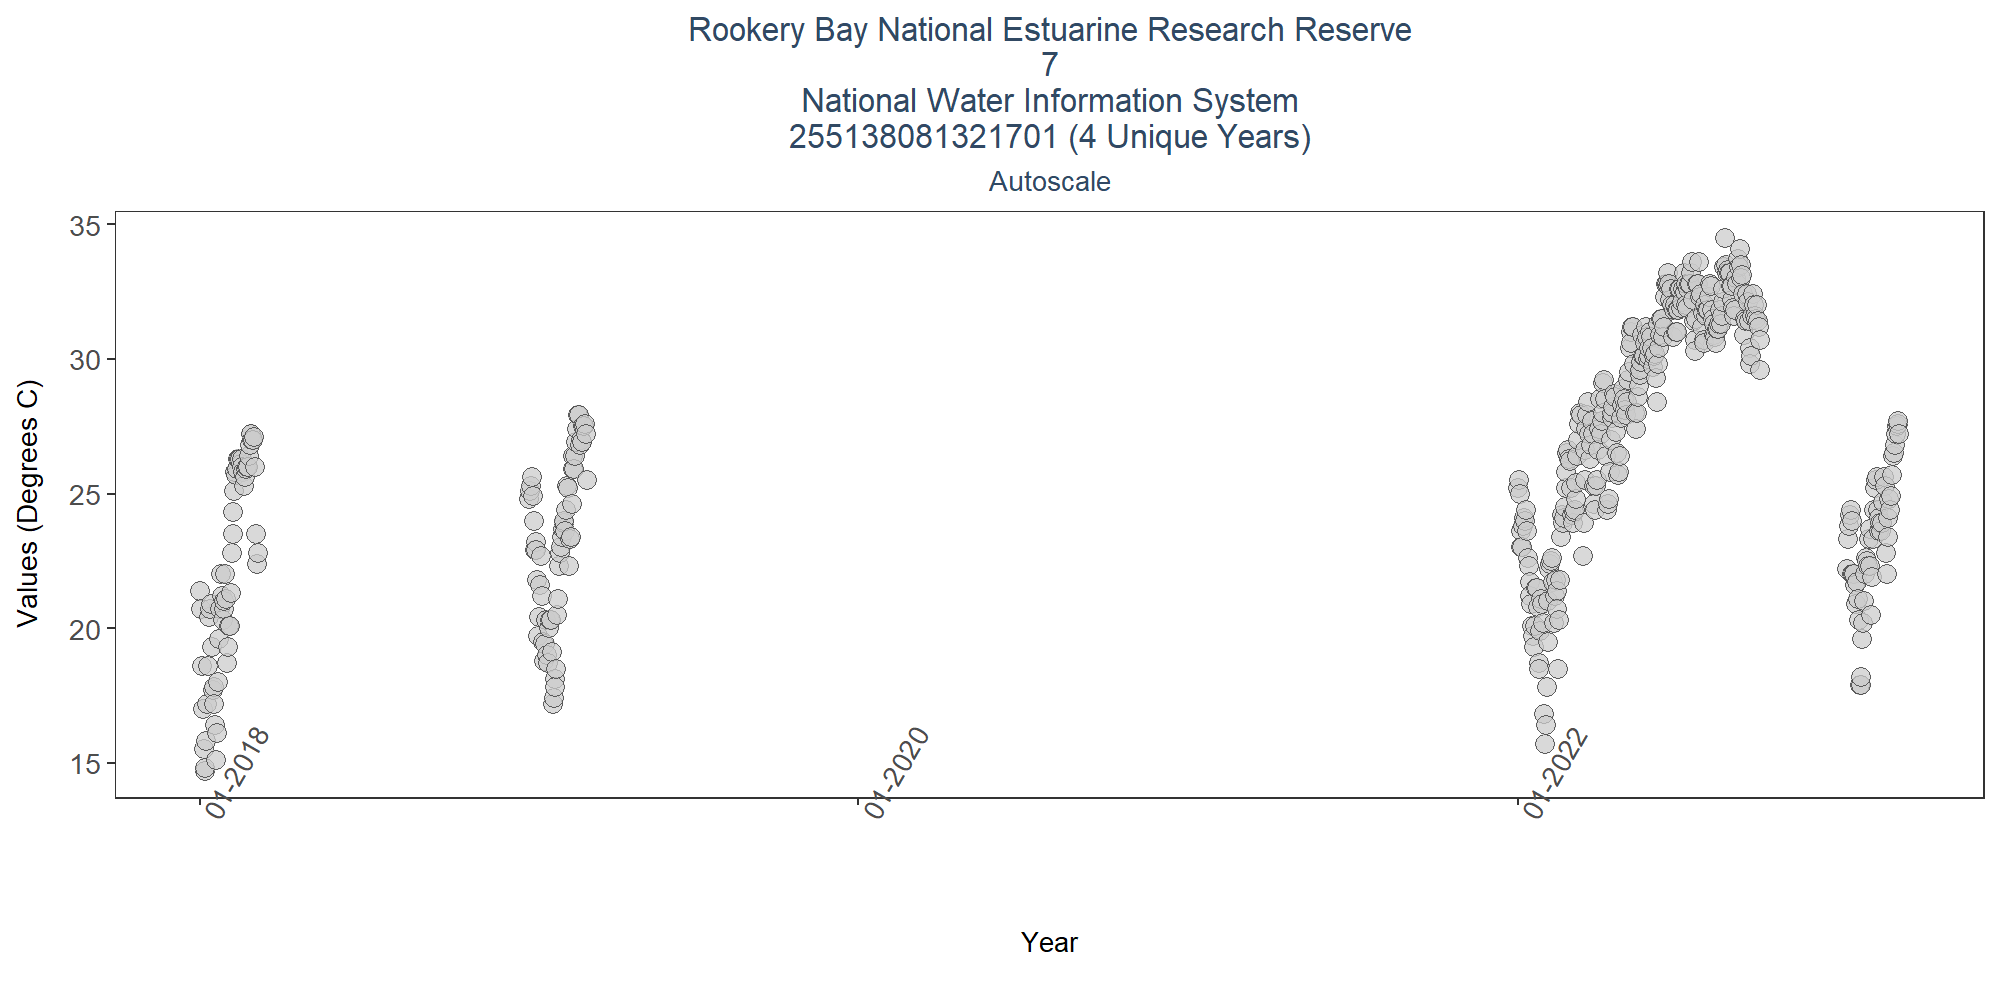 Rookery Bay National Estuarine Research Reserve
7
National Water Information System
255138081321701 (4 Unique Years)
Autoscale
Values (Degrees C)
35
30
25
20
15
01-2018
01-2020
01-2022
Year